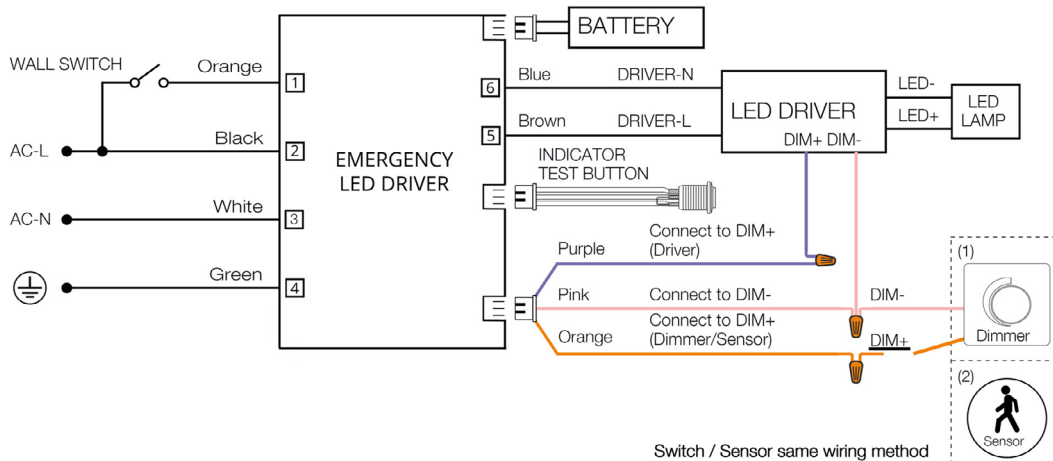 BATTERY
WALL SWITCH
Orange
1
6
Blue
DRIVER-N
LED DRIVER
LED-
LED+
LED
LAMP
AC-L
Black
2
5
Brown
DRIVER-L
DIM+ DIM-
EMERGENCY
LED DRIVER
INDICATOR
TEST BUTTON
AC-N
White
3
Green
4
Purple
Connect to DIM+
(Driver)
(1)
Pink
Connect to DIM-
DIM-
Orange
Connect to DIM+
(Dimmer/Sensor)
DIM+
Dimmer
(2)
Sensor
Switch / Sensor same wiring method